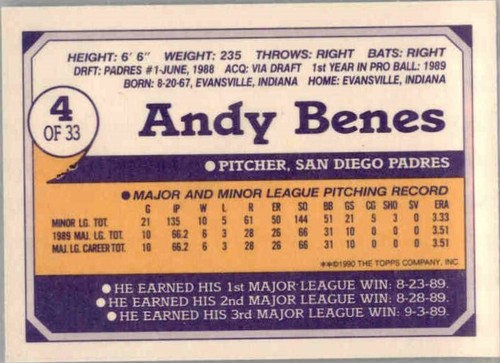 HEIGHT: 6' 6" WEIGHT: 235 THROWS: RIGHT BATS: RIGHT
DRFT: PADRES #1-JUNE, 1988 ACQ: VIA DRAFT 1st YEAR IN PRO BALL: 1989
BORN: 8-20-67, EVANSVILLE, INDIANA HOME: EVANSVILLE, INDIANA
4
OF 33
Andy Benes
● PITCHER, SAN DIEGO PADRES
● MAJOR AND MINOR LEAGUE PITCHING RECORD
G IP W L R ER SO BB GS CG SHO SV ERA
MINOR LG. TOT. 21 135 10 5 61 50 144 51 21 5 3 0 3.33
1989 MAJ. LG. TOT. 10 66.2 6 3 28 26 66 31 10 0 0 0 3.51
MAJ. LG. CAREER TOT. 10 66.2 6 3 28 26 66 31 10 0 0 0 3.51
**©1990 THE TOPPS COMPANY, INC.
● HE EARNED HIS 1st MAJOR LEAGUE WIN: 8-23-89.
● HE EARNED HIS 2nd MAJOR LEAGUE WIN: 8-28-89.
● HE EARNED HIS 3rd MAJOR LEAGUE WIN: 9-3-89.